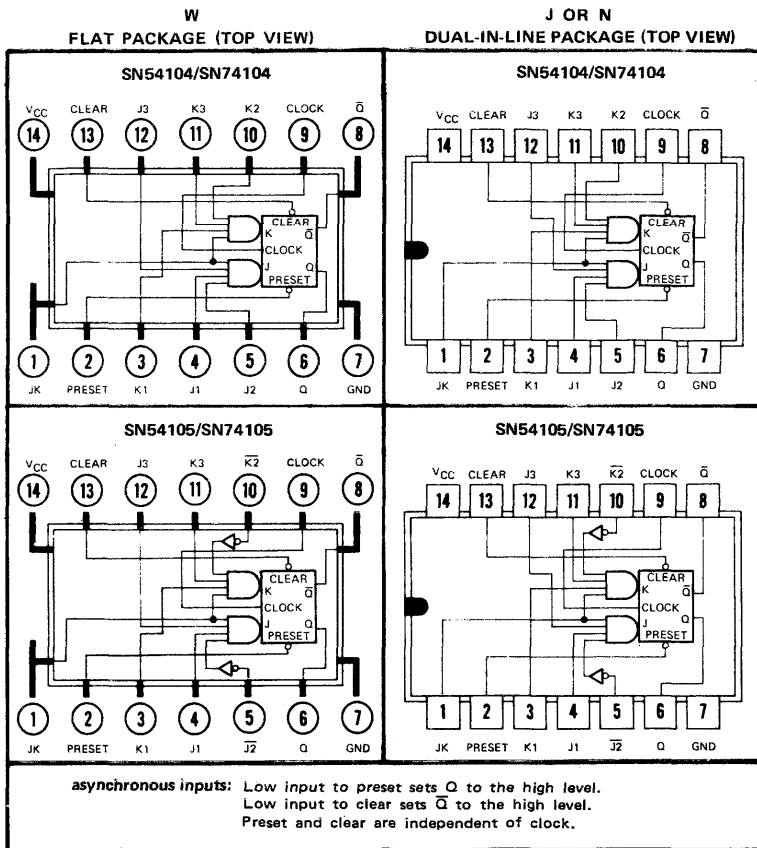 W
FLAT PACKAGE (TOP VIEW)
J OR N
DUAL-IN-LINE PACKAGE (TOP VIEW)
SN54104/SN74104
VCC CLEAR J3 K3 K2 CLOCK Q̅
14 13 12 11 10 9 8
CLEAR
K Q̅
CLOCK
J Q
PRESET
1 2 3 4 5 6 7
JK PRESET K1 J1 J2 Q GND
SN54104/SN74104
VCC CLEAR J3 K3 K2 CLOCK Q̅
14 13 12 11 10 9 8
CLEAR
K Q̅
CLOCK
J Q
PRESET
1 2 3 4 5 6 7
JK PRESET K1 J1 J2 Q GND
SN54105/SN74105
VCC CLEAR J3 K3 K̅2̅ CLOCK Q̅
14 13 12 11 10 9 8
CLEAR
K Q̅
CLOCK
J Q
PRESET
1 2 3 4 5 6 7
JK PRESET K1 J1 J̅2̅ Q GND
SN54105/SN74105
VCC CLEAR J3 K3 K̅2̅ CLOCK Q̅
14 13 12 11 10 9 8
CLEAR
K Q̅
CLOCK
J Q
PRESET
1 2 3 4 5 6 7
JK PRESET K1 J1 J̅2̅ Q GND
asynchronous inputs: Low input to preset sets Q to the high level.
Low input to clear sets Q̅ to the high level.
Preset and clear are independent of clock.